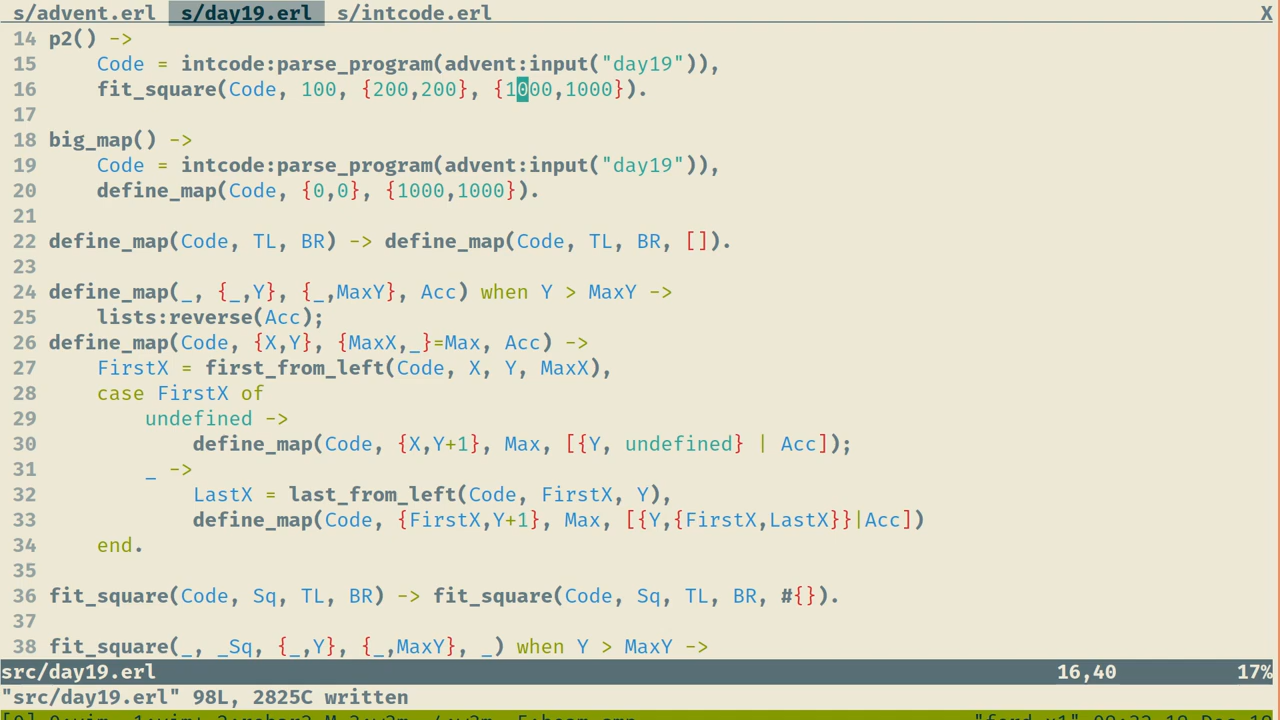 s/advent.erl s/day19.erl s/intcode.erl X
14 p2() ->
15     Code = intcode:parse_program(advent:input("day19")),
16     fit_square(Code, 100, {200,200}, {1000,1000}).
17
18 big_map() ->
19     Code = intcode:parse_program(advent:input("day19")),
20     define_map(Code, {0,0}, {1000,1000}).
21
22 define_map(Code, TL, BR) -> define_map(Code, TL, BR, []).
23
24 define_map(_, {_,Y}, {_,MaxY}, Acc) when Y > MaxY ->
25     lists:reverse(Acc);
26 define_map(Code, {X,Y}, {MaxX,_}=Max, Acc) ->
27     FirstX = first_from_left(Code, X, Y, MaxX),
28     case FirstX of
29         undefined ->
30             define_map(Code, {X,Y+1}, Max, [{Y, undefined} | Acc]);
31         _ ->
32             LastX = last_from_left(Code, FirstX, Y),
33             define_map(Code, {FirstX,Y+1}, Max, [{Y,{FirstX,LastX}}|Acc])
34     end.
35
36 fit_square(Code, Sq, TL, BR) -> fit_square(Code, Sq, TL, BR, #{}).
37
38 fit_square(_, _Sq, {_,Y}, {_,MaxY}, _) when Y > MaxY ->
src/day19.erl 16,40 17%
"src/day19.erl" 98L, 2825C written